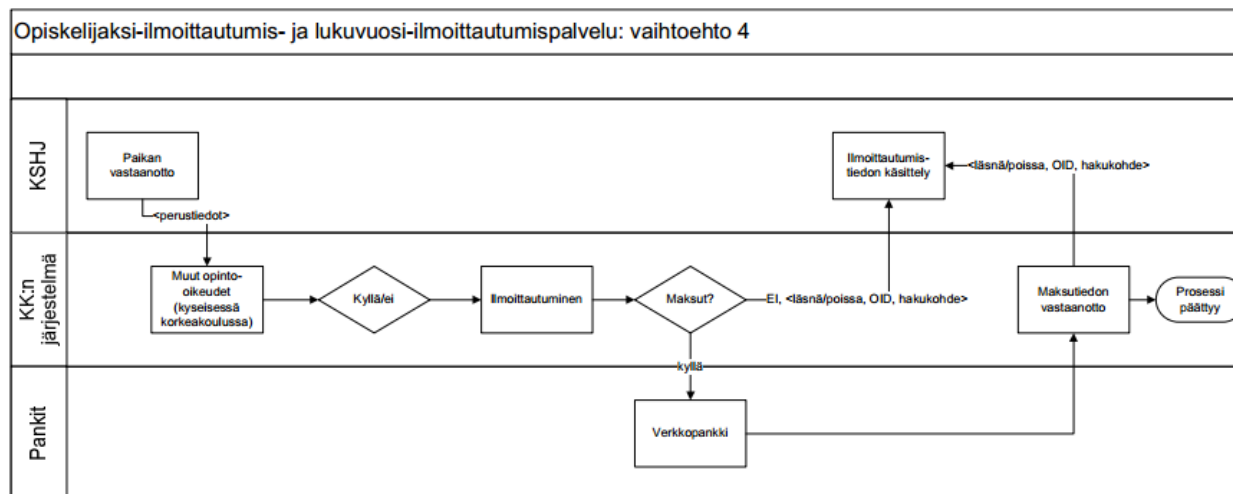 Opiskelijaksi-ilmoittautumis- ja lukuvuosi-ilmoittautumispalvelu: vaihtoehto 4
KSHJ
Paikan
vastaanotto
<perustiedot>
Ilmoittautumis-
tiedon käsittely
<läsnä/poissa, OID, hakukohde>
KK:n
järjestelmä
Muut opinto-
oikeudet
(kyseisessä
korkeakoulussa)
Kyllä/ei
Ilmoittautuminen
Maksut?
EI, <läsnä/poissa, OID, hakukohde>
Maksutiedon
vastaanotto
Prosessi
päättyy
kyllä
Pankit
Verkkopankki